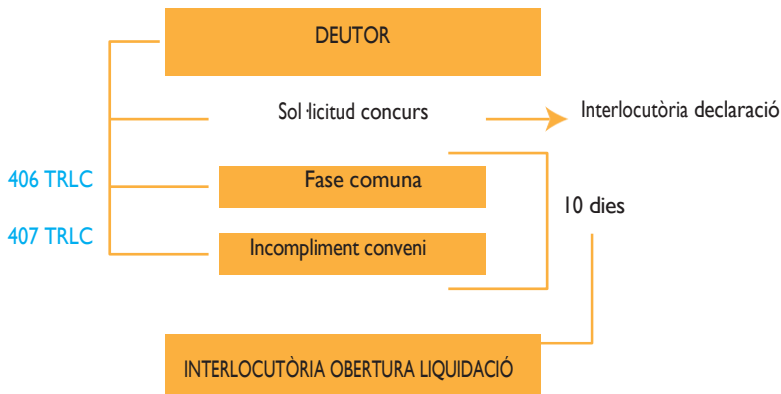 DEUTOR
Sol·licitud concurs
Interlocutòria declaració
406 TRLC
Fase comuna
10 dies
407 TRLC
Incompliment conveni
INTERLOCUTÒRIA OBERTURA LIQUIDACIÓ